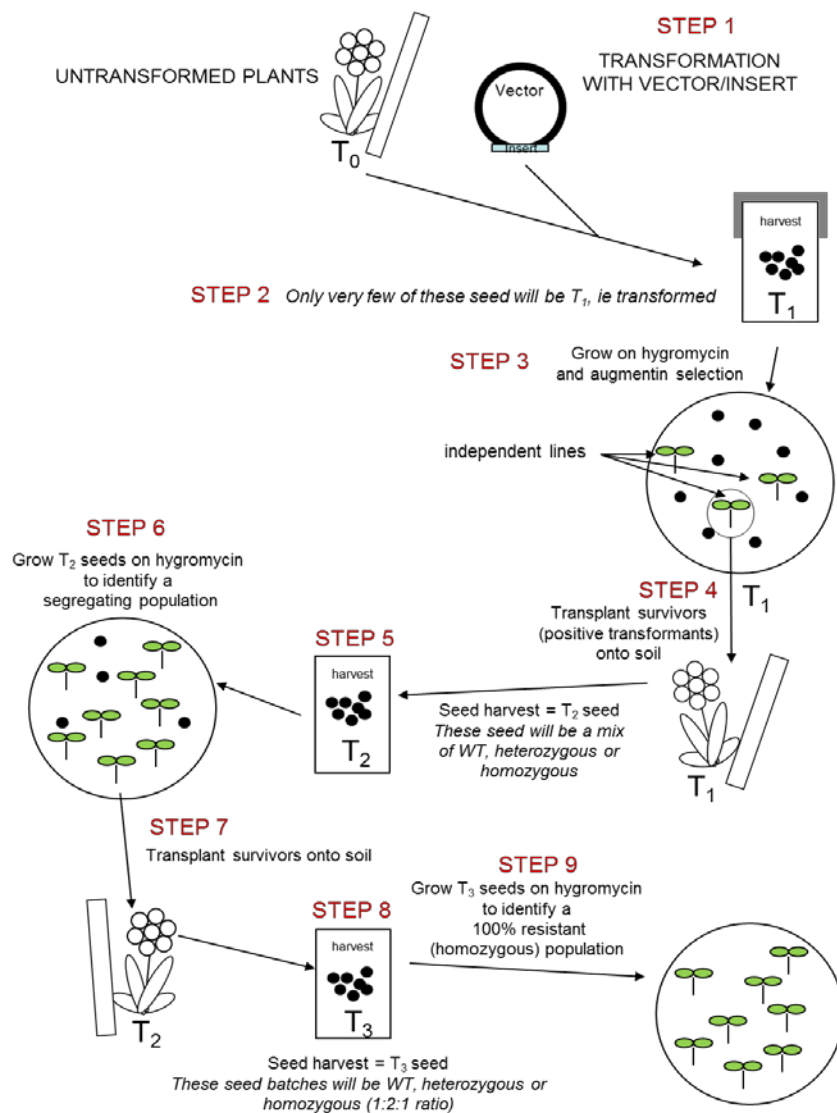 STEP 1
UNTRANSFORMED PLANTS
TRANSFORMATION
WITH VECTOR/INSERT
Vector
Insert
T₀
harvest
T₁
STEP 2 Only very few of these seed will be T₁, ie transformed
STEP 3
Grow on hygromycin
and augmentin selection
independent lines
T₁
STEP 4
Transplant survivors
(positive transformants)
onto soil
T₁
STEP 5
harvest
T₂
Seed harvest = T₂ seed
These seed will be a mix
of WT, heterozygous or
homozygous
STEP 6
Grow T₂ seeds on hygromycin
to identify a
segregating population
STEP 7
Transplant survivors onto soil
T₂
STEP 8
harvest
T₃
Seed harvest = T₃ seed
These seed batches will be WT, heterozygous or
homozygous (1:2:1 ratio)
STEP 9
Grow T₃ seeds on hygromycin
to identify a
100% resistant
(homozygous) population